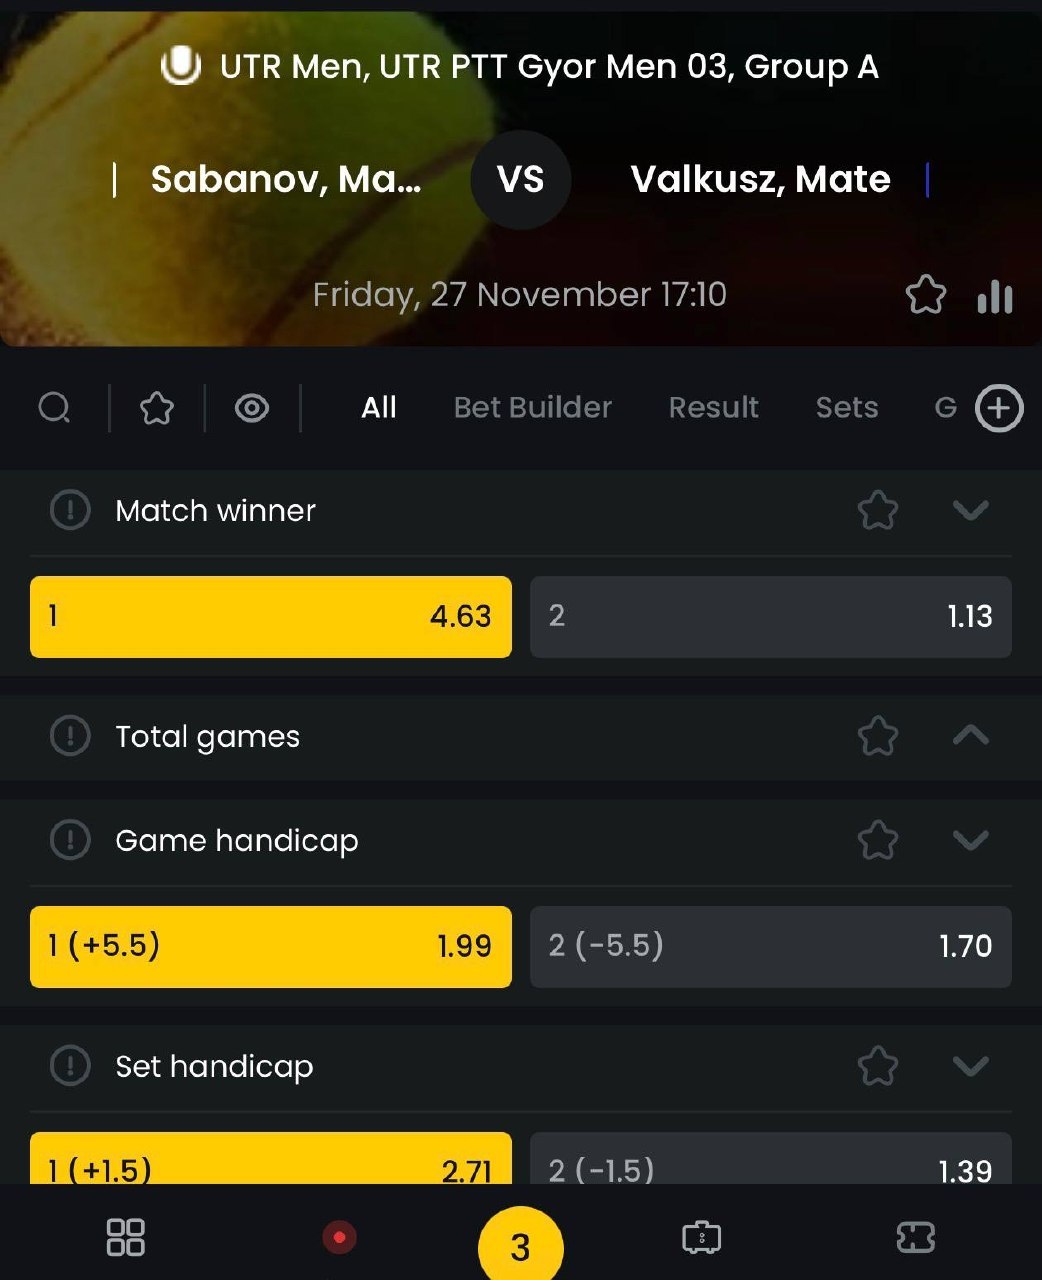 UTR Men, UTR PTT Gyor Men 03, Group A
Sabanov, Ma... VS Valkusz, Mate
Friday, 27 November 17:10
All Bet Builder Result Sets G
Match winner
1 4.63 2 1.13
Total games
Game handicap
1 (+5.5) 1.99 2 (-5.5) 1.70
Set handicap
1 (+1.5) 2.71 2 (-1.5) 1.39
3